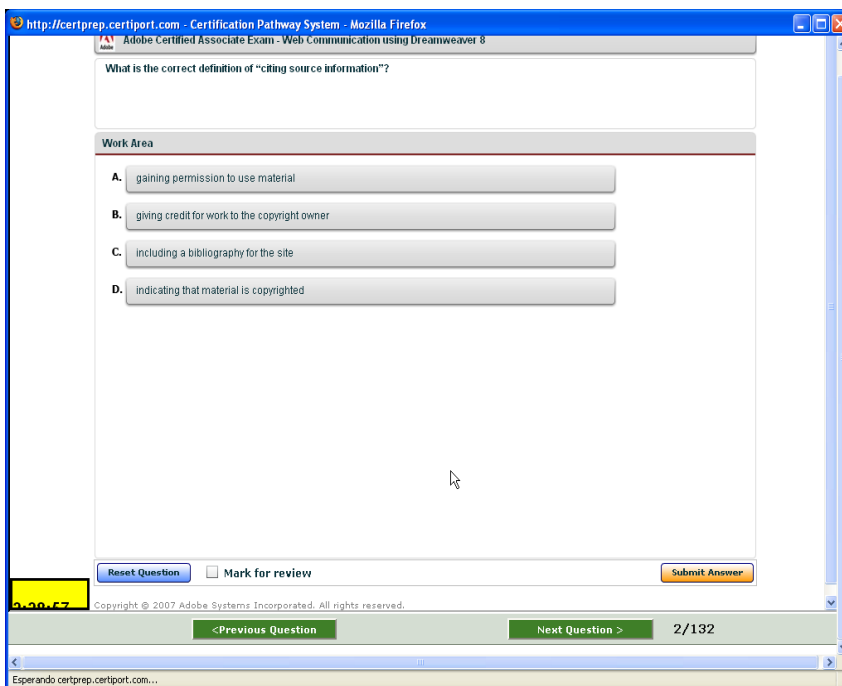 http://certprep.certiport.com - Certification Pathway System - Mozilla Firefox
Adobe Certified Associate Exam - Web Communication using Dreamweaver 8
What is the correct definition of “citing source information”?
Work Area
A. gaining permission to use material
B. giving credit for work to the copyright owner
C. including a bibliography for the site
D. indicating that material is copyrighted
Reset Question Mark for review Submit Answer
Copyright © 2007 Adobe Systems Incorporated. All rights reserved.
<Previous Question Next Question > 2/132
Esperando certprep.certiport.com...